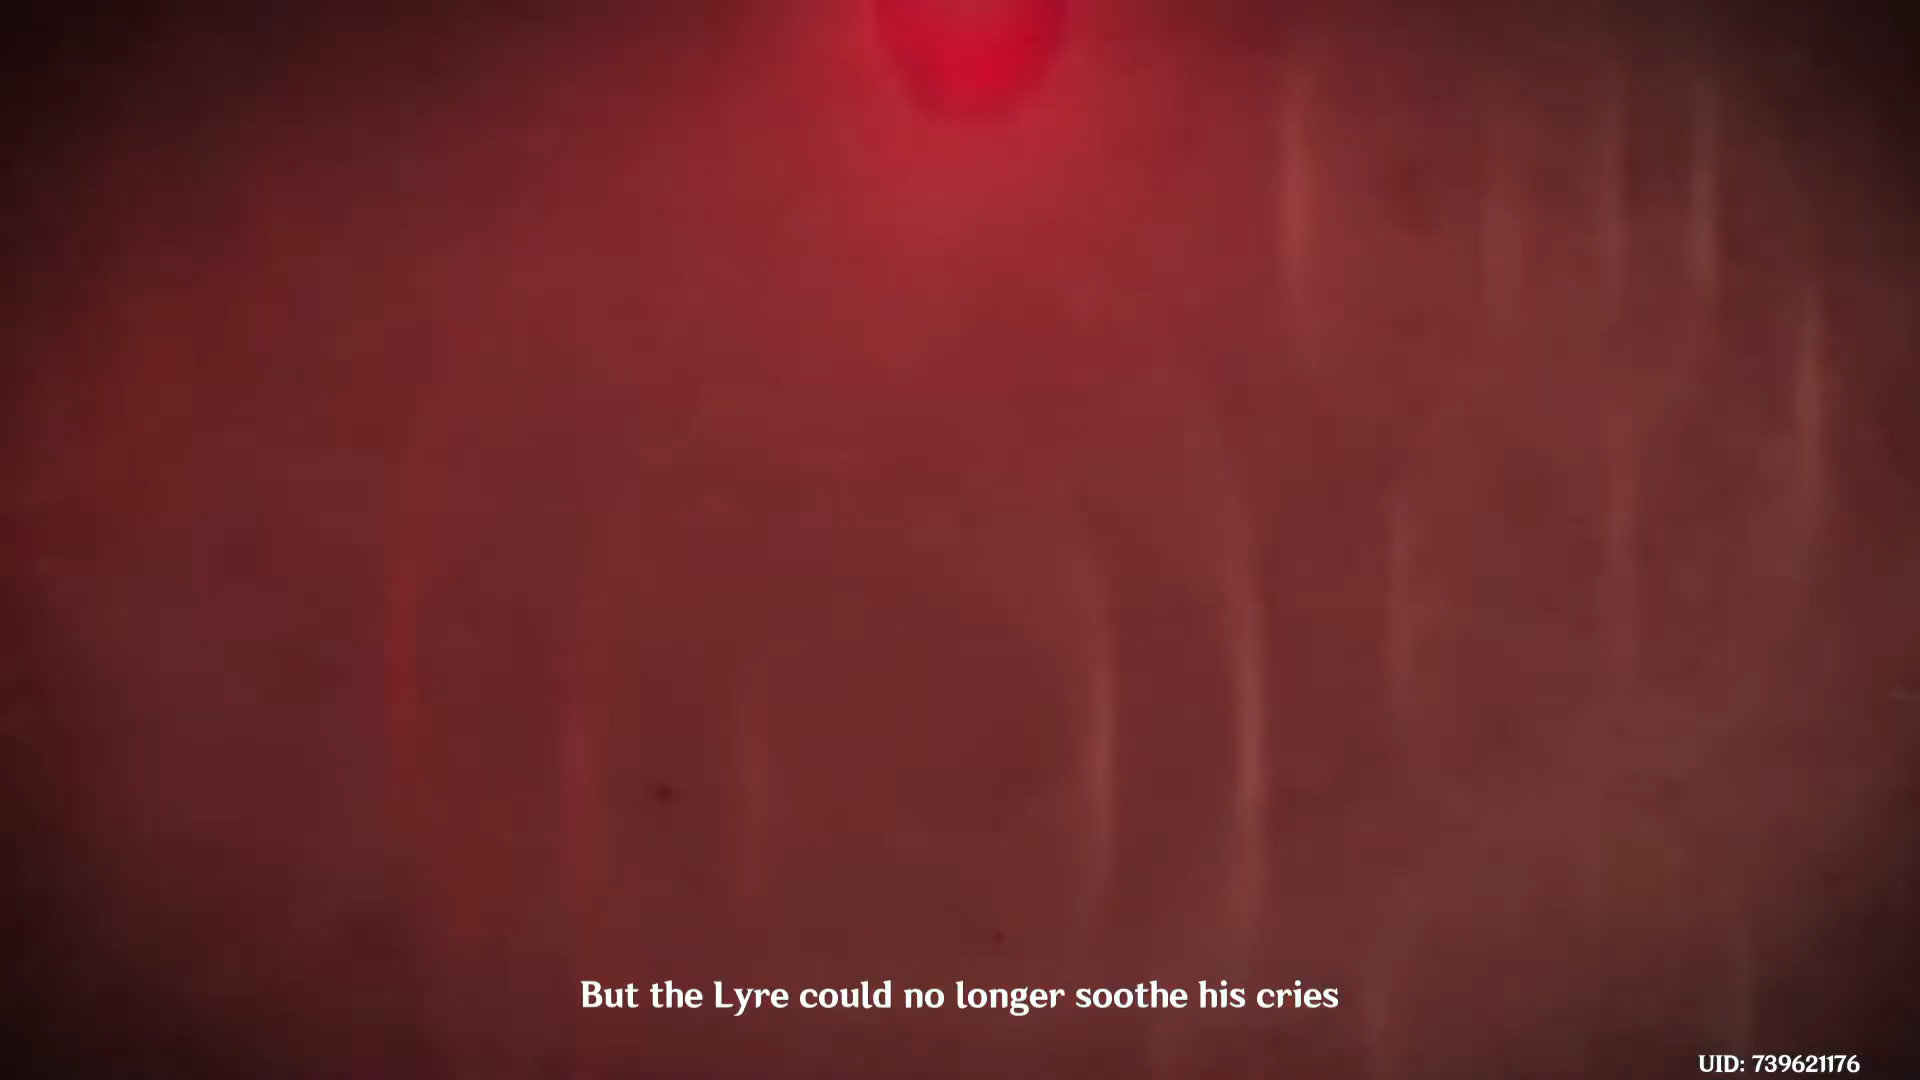 But the Lyre could no longer soothe his cries
UID: 739621176